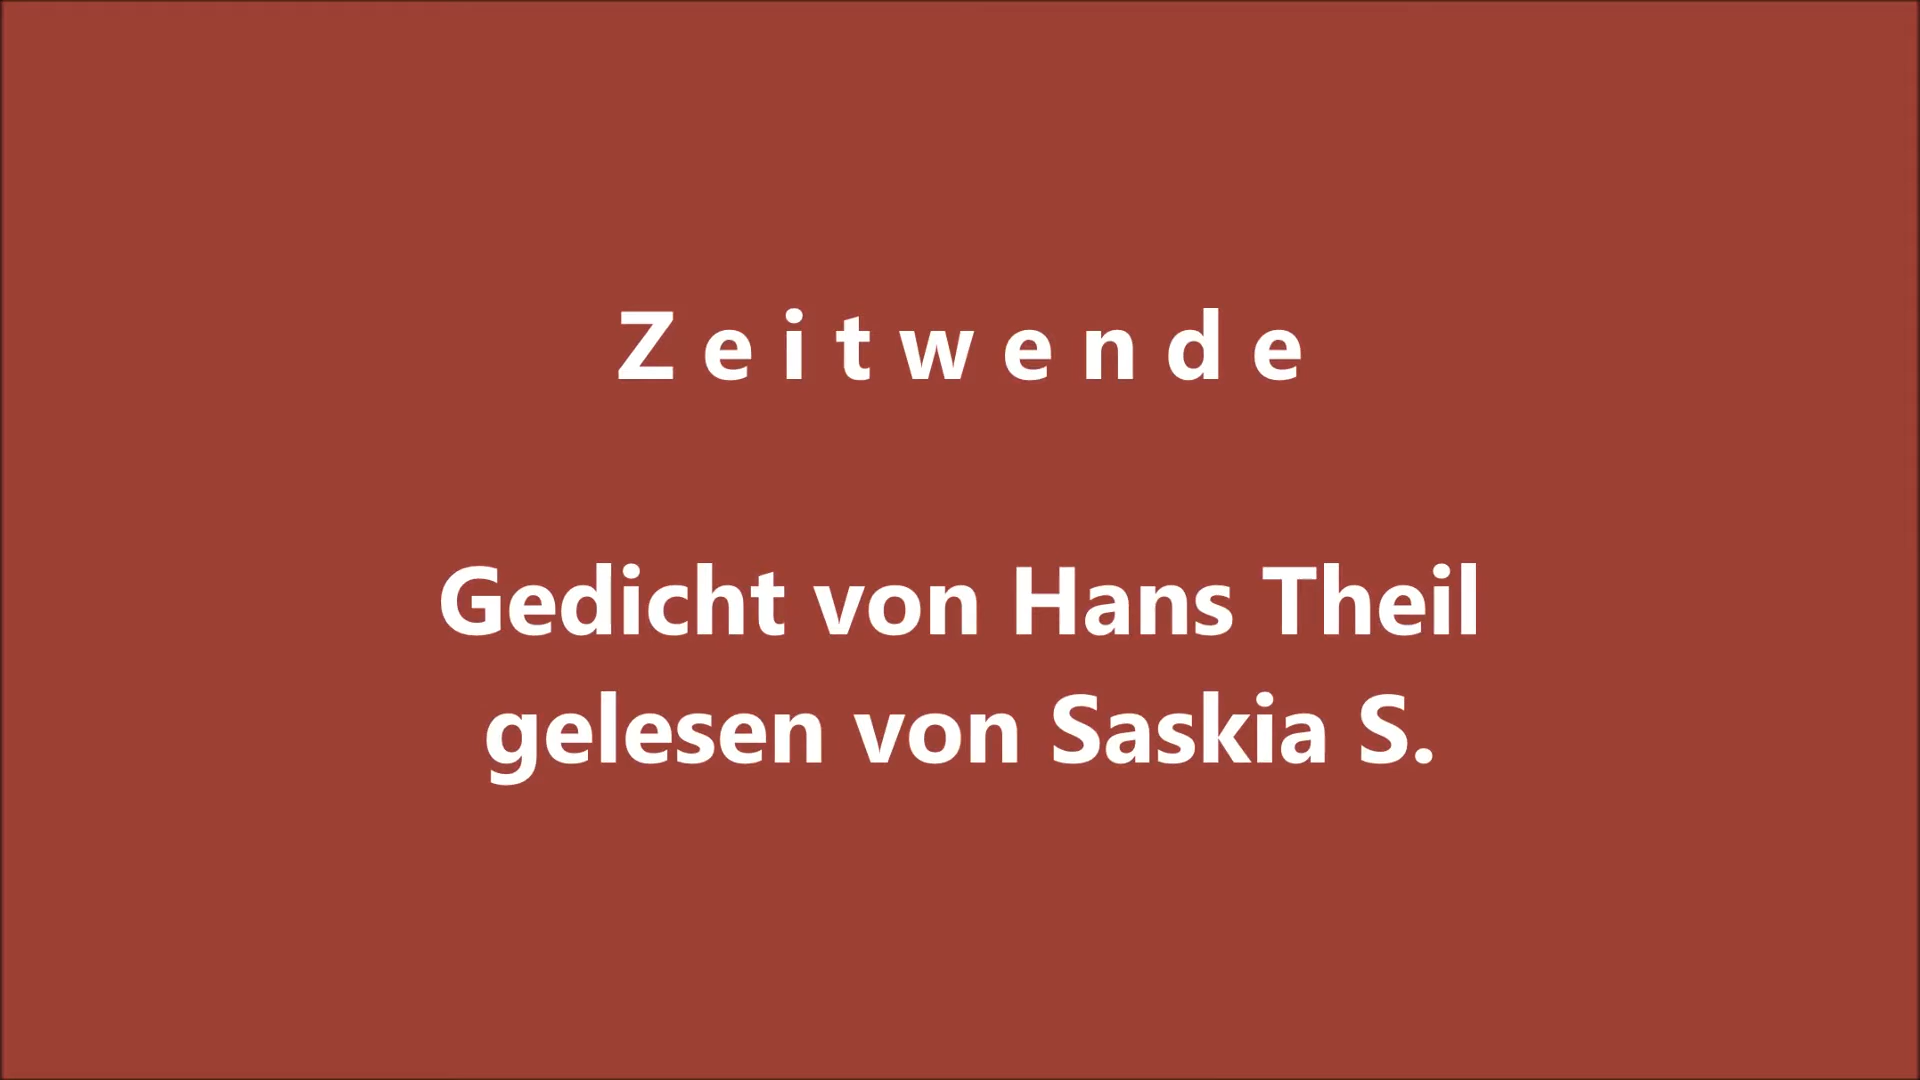 Z e i t w e n d e
Gedicht von Hans Theil
gelesen von Saskia S.